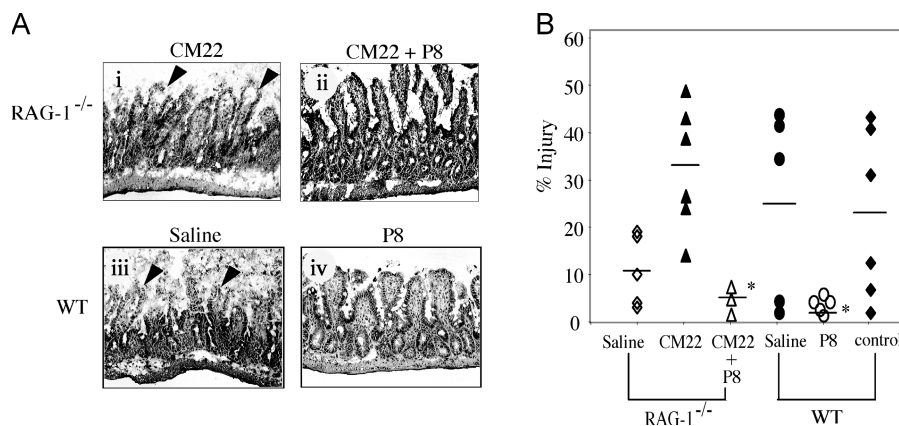 A
CM22
CM22 + P8
RAG-1 -/-
i
ii
Saline
P8
WT
iii
iv
B
% Injury
60
50
40
30
20
10
0
*
*
Saline
CM22
CM22 + P8
Saline
P8
control
RAG-1 -/-
WT